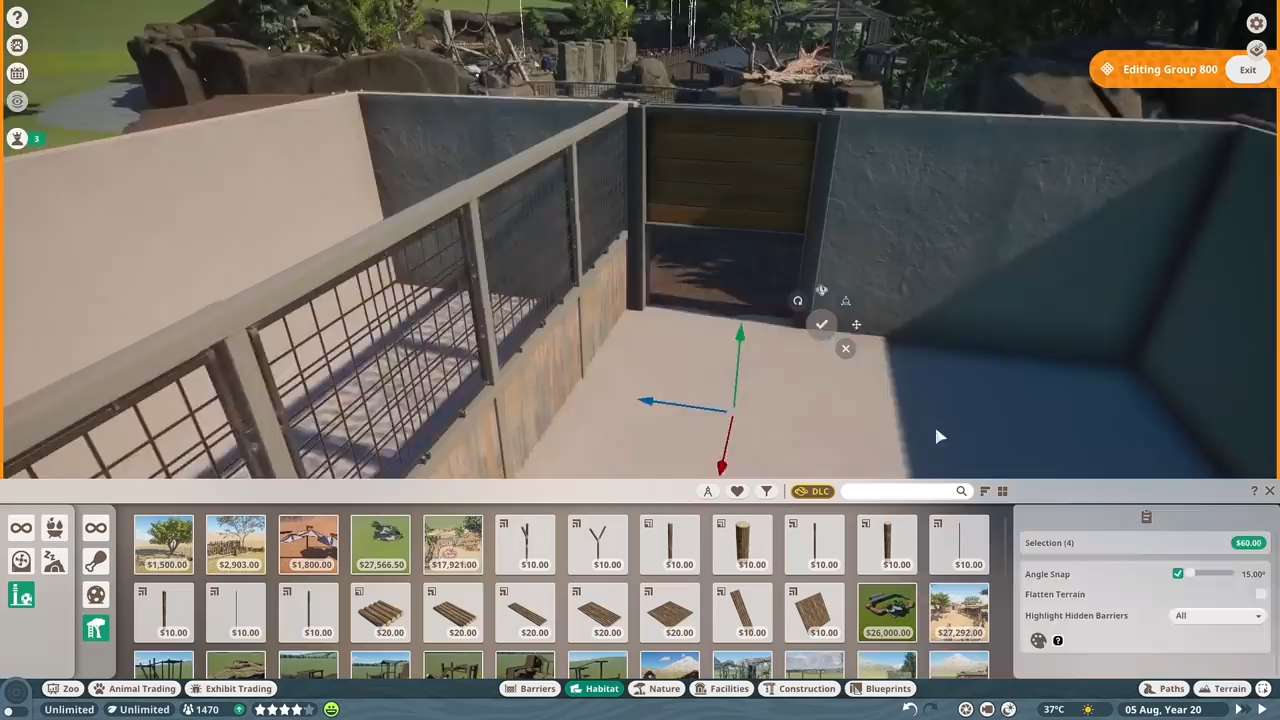 ?
Editing Group 800
Exit
3
DLC
? ×
$1,500.00 $2,903.00 $1,800.00 $27,566.50 $17,921.00 $10.00 $10.00 $10.00 $10.00 $10.00 $10.00 $10.00
$10.00 $10.00 $10.00 $20.00 $20.00 $20.00 $20.00 $20.00 $10.00 $10.00 $26,000.00 $27,292.00
Selection (4) $60.00
Angle Snap 15.00°
Flatten Terrain
Highlight Hidden Barriers All
?
Zoo Animal Trading Exhibit Trading Barriers Habitat Nature Facilities Construction Blueprints Paths Terrain
Unlimited Unlimited 1470 37°C 05 Aug, Year 20